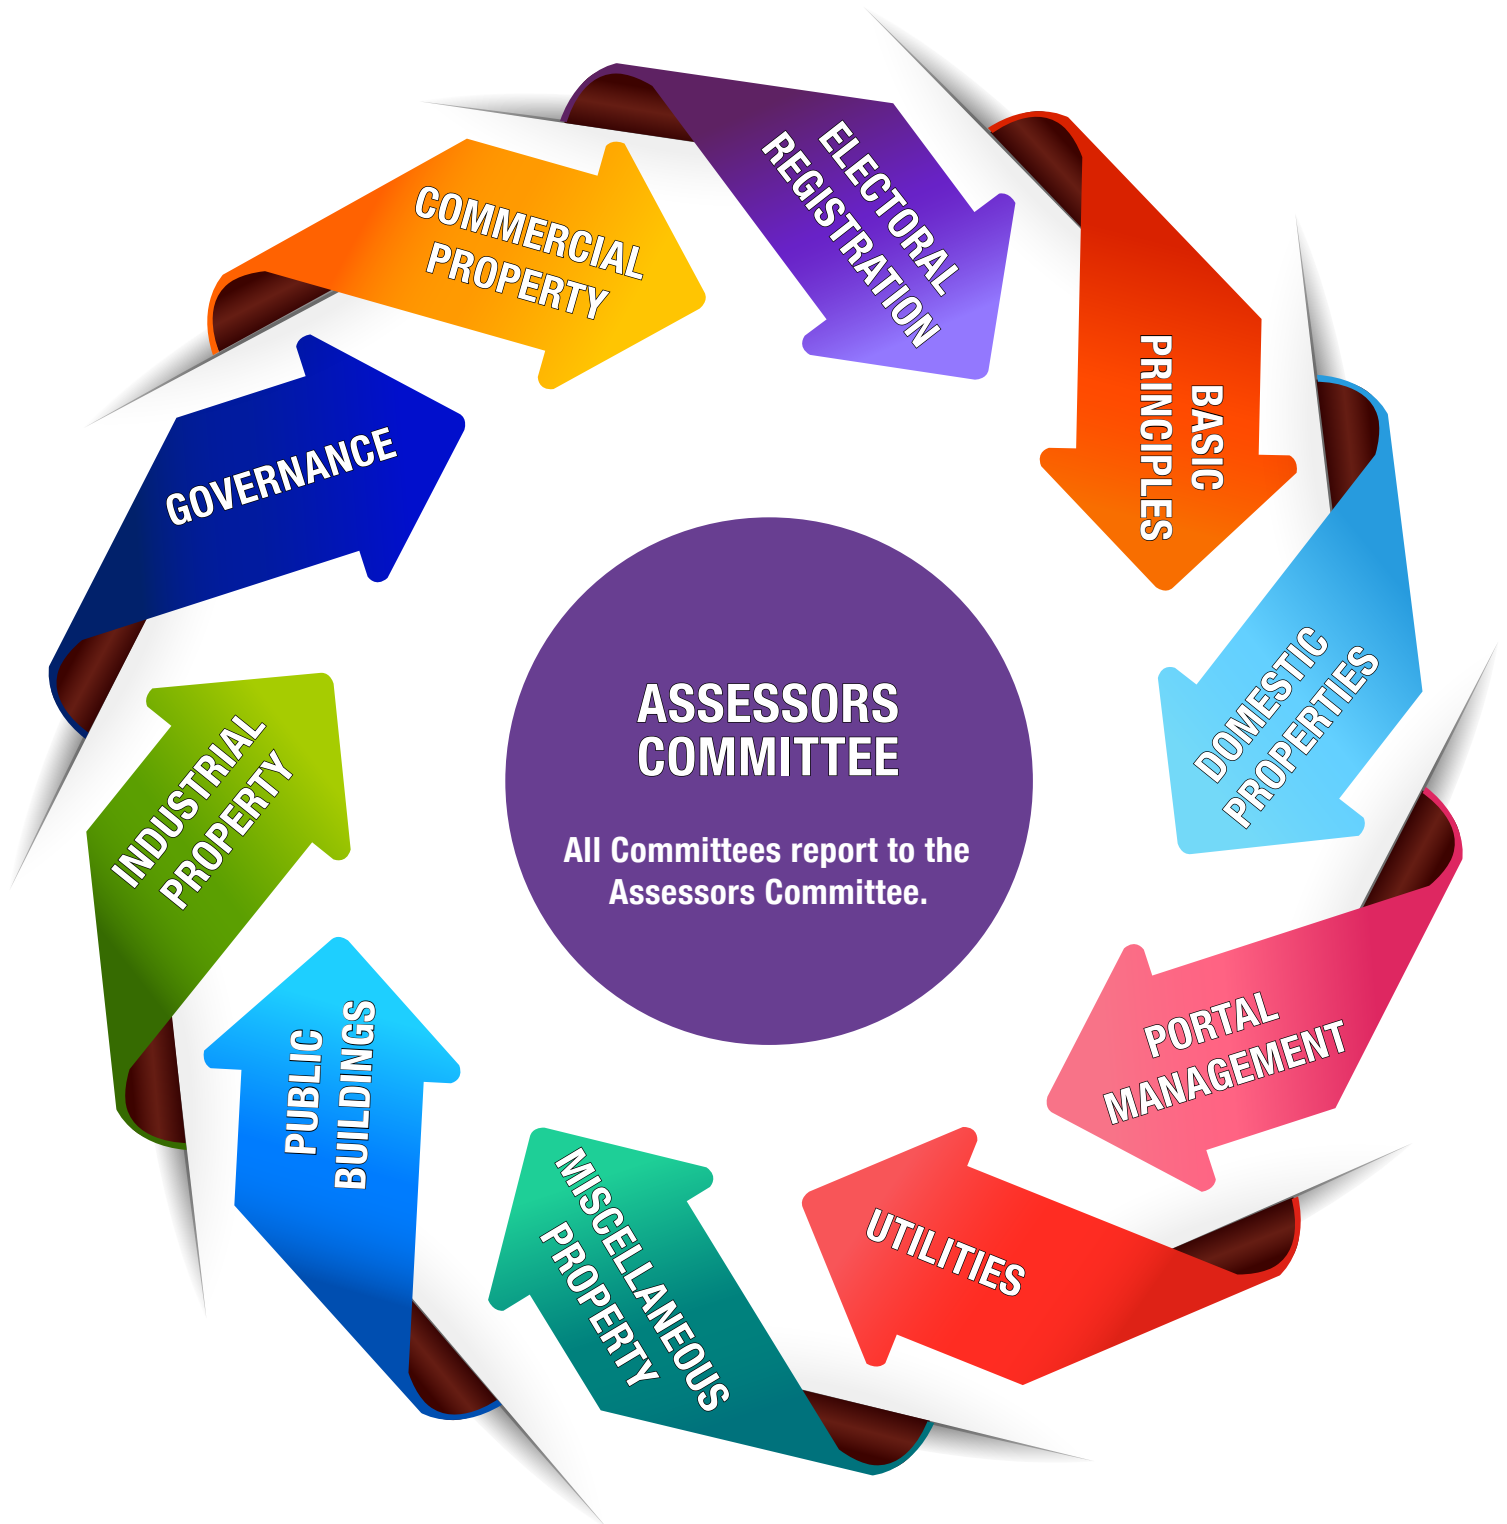 ELECTORAL
REGISTRATION
BASIC
PRINCIPLES
DOMESTIC
PROPERTIES
PORTAL
MANAGEMENT
UTILITIES
MISCELLANEOUS
PROPERTY
PUBLIC
BUILDINGS
INDUSTRIAL
PROPERTY
GOVERNANCE
COMMERCIAL
PROPERTY
ASSESSORS
COMMITTEE
All Committees report to the
Assessors Committee.